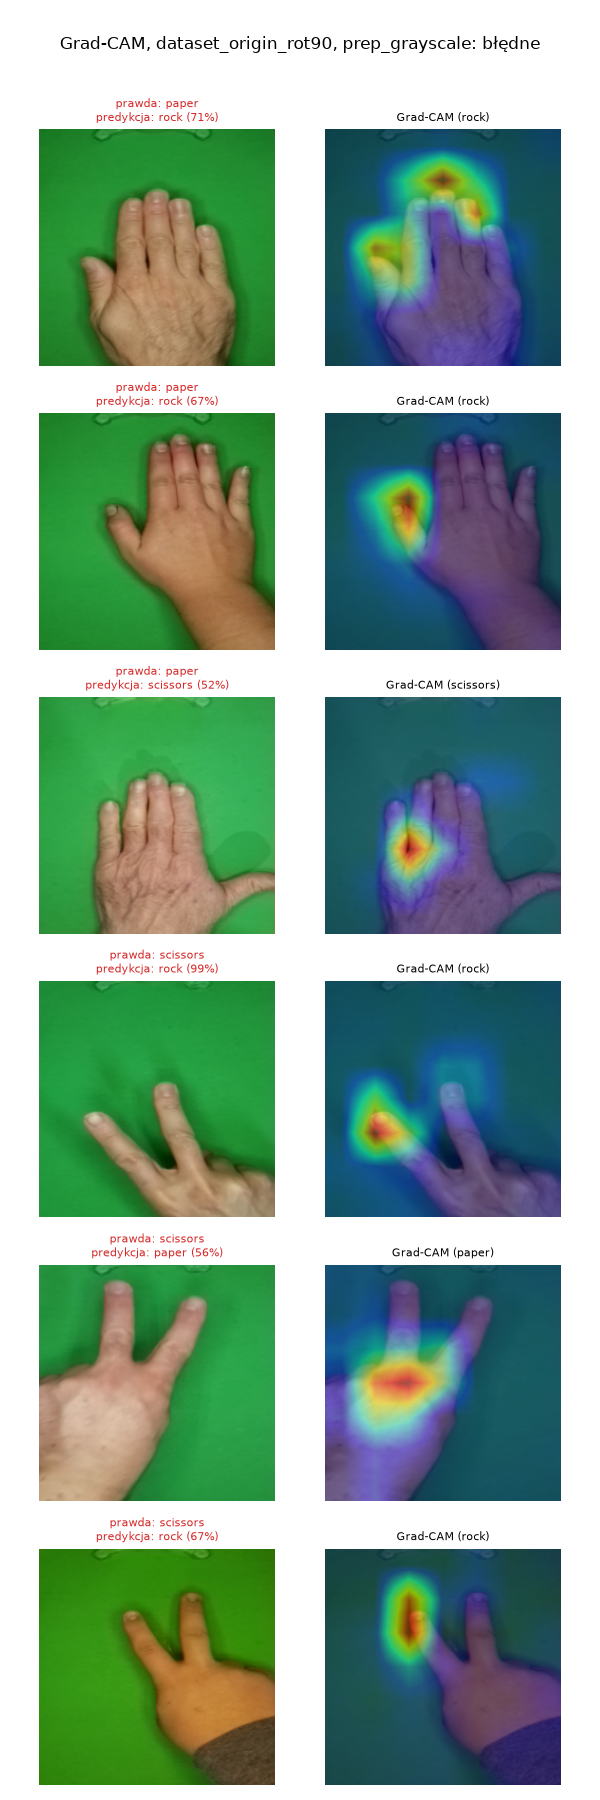 Grad-CAM, dataset_origin_rot90, prep_grayscale: błędne
prawda: paper
predykcja: rock (71%)
Grad-CAM (rock)
prawda: paper
predykcja: rock (67%)
Grad-CAM (rock)
prawda: paper
predykcja: scissors (52%)
Grad-CAM (scissors)
prawda: scissors
predykcja: rock (99%)
Grad-CAM (rock)
prawda: scissors
predykcja: paper (56%)
Grad-CAM (paper)
prawda: scissors
predykcja: rock (67%)
Grad-CAM (rock)